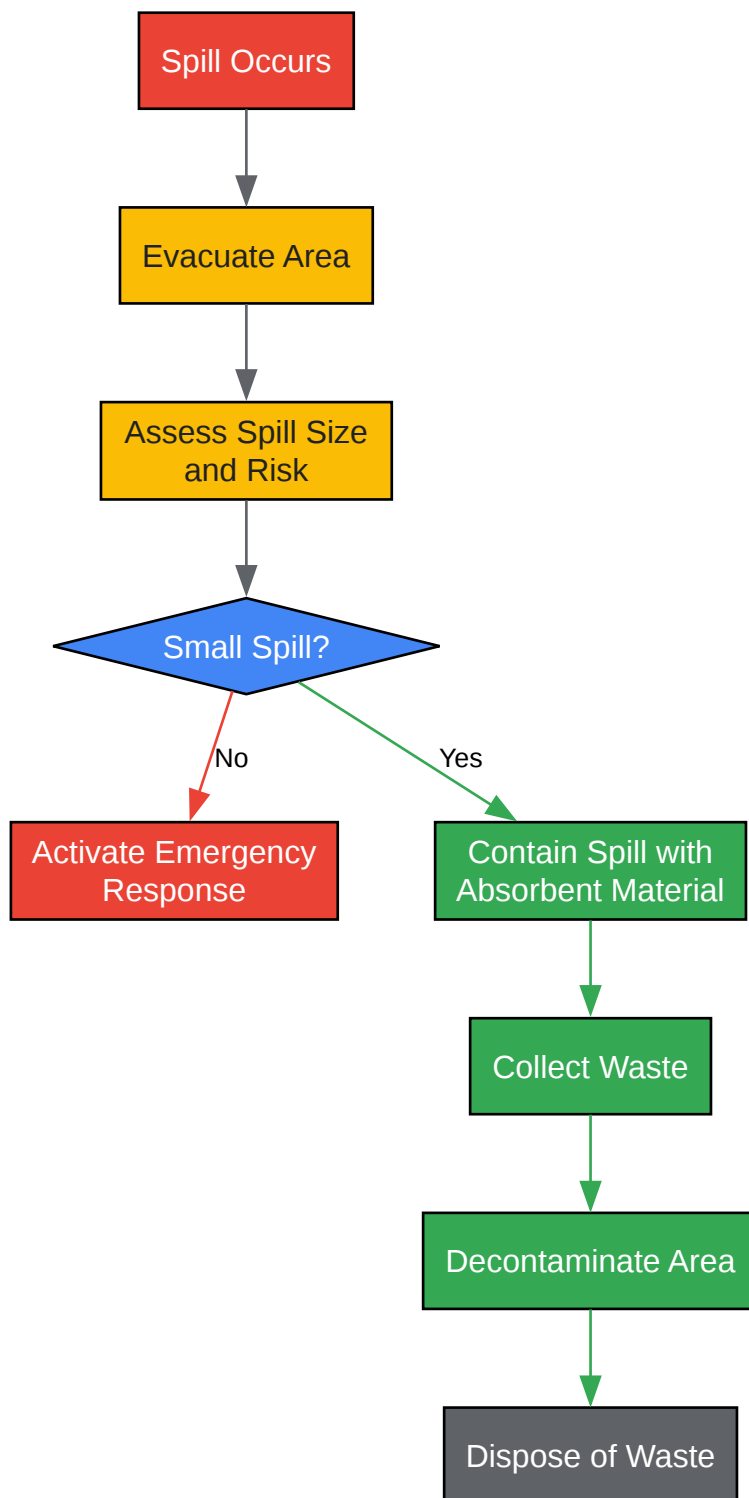 Spill Occurs
Evacuate Area
Assess Spill Size
and Risk
Small Spill?
No
Yes
Activate Emergency
Response
Contain Spill with
Absorbent Material
Collect Waste
Decontaminate Area
Dispose of Waste